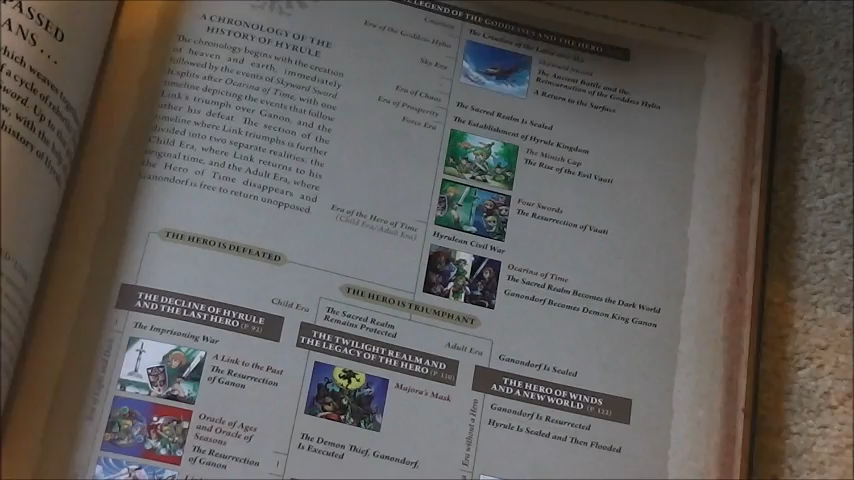 PASSED
ANS...
A CHRONOLOGY OF THE
HISTORY OF HYRULE
The chronology begins with the creation
of heaven and earth, immediately
followed by the events of Skyward Sword.
It splits after Ocarina of Time, with one
timeline depicting the events that follow
Link's triumph over Ganon, and the
other his defeat. The section of the
timeline where Link triumphs is further
divided into two separate realities: the
Child Era, where Link returns to his
original time, and the Adult Era, where
the Hero of Time disappears and
Ganondorf is free to return unopposed.
LEGEND OF THE GODDESSES AND THE HERO
Creation
Era of the Goddess Hylia
Sky Era
Era of Chaos
Era of Prosperity
Force Era
Era of the Hero of Time
(Child Era/Adult Era)
The Creation of the
Skyward Sword
The Ancient Battle and the
Reincarnation of the Goddess Hylia
A Return to the Surface
The Sacred Realm Is Sealed
The Establishment of Hyrule Kingdom
The Minish Cap
The Rise of the Evil Vaati
Four Swords
The Resurrection of Vaati
Hyrulean Civil War
Ocarina of Time
The Sacred Realm Becomes the Dark World
Ganondorf Becomes Demon King Ganon
THE HERO IS DEFEATED
THE HERO IS TRIUMPHANT
THE DECLINE OF HYRULE
AND THE LAST HERO (P. 92)
The Imprisoning War
A Link to the Past
The Resurrection
of Ganon
Oracle of Ages
and Oracle of
Seasons
The Resurrection
of Ganon
Child Era
The Sacred Realm
Remains Protected
THE TWILIGHT REALM AND
THE LEGACY OF THE HERO (P. 110)
Majora's Mask
The Demon Thief, Ganondorf,
Is Executed
Adult Era
Ganondorf Is Sealed
THE HERO OF WINDS
AND A NEW WORLD (P. 122)
Era without a Hero
Ganondorf Is Resurrected
Hyrule Is Sealed and Then Flooded